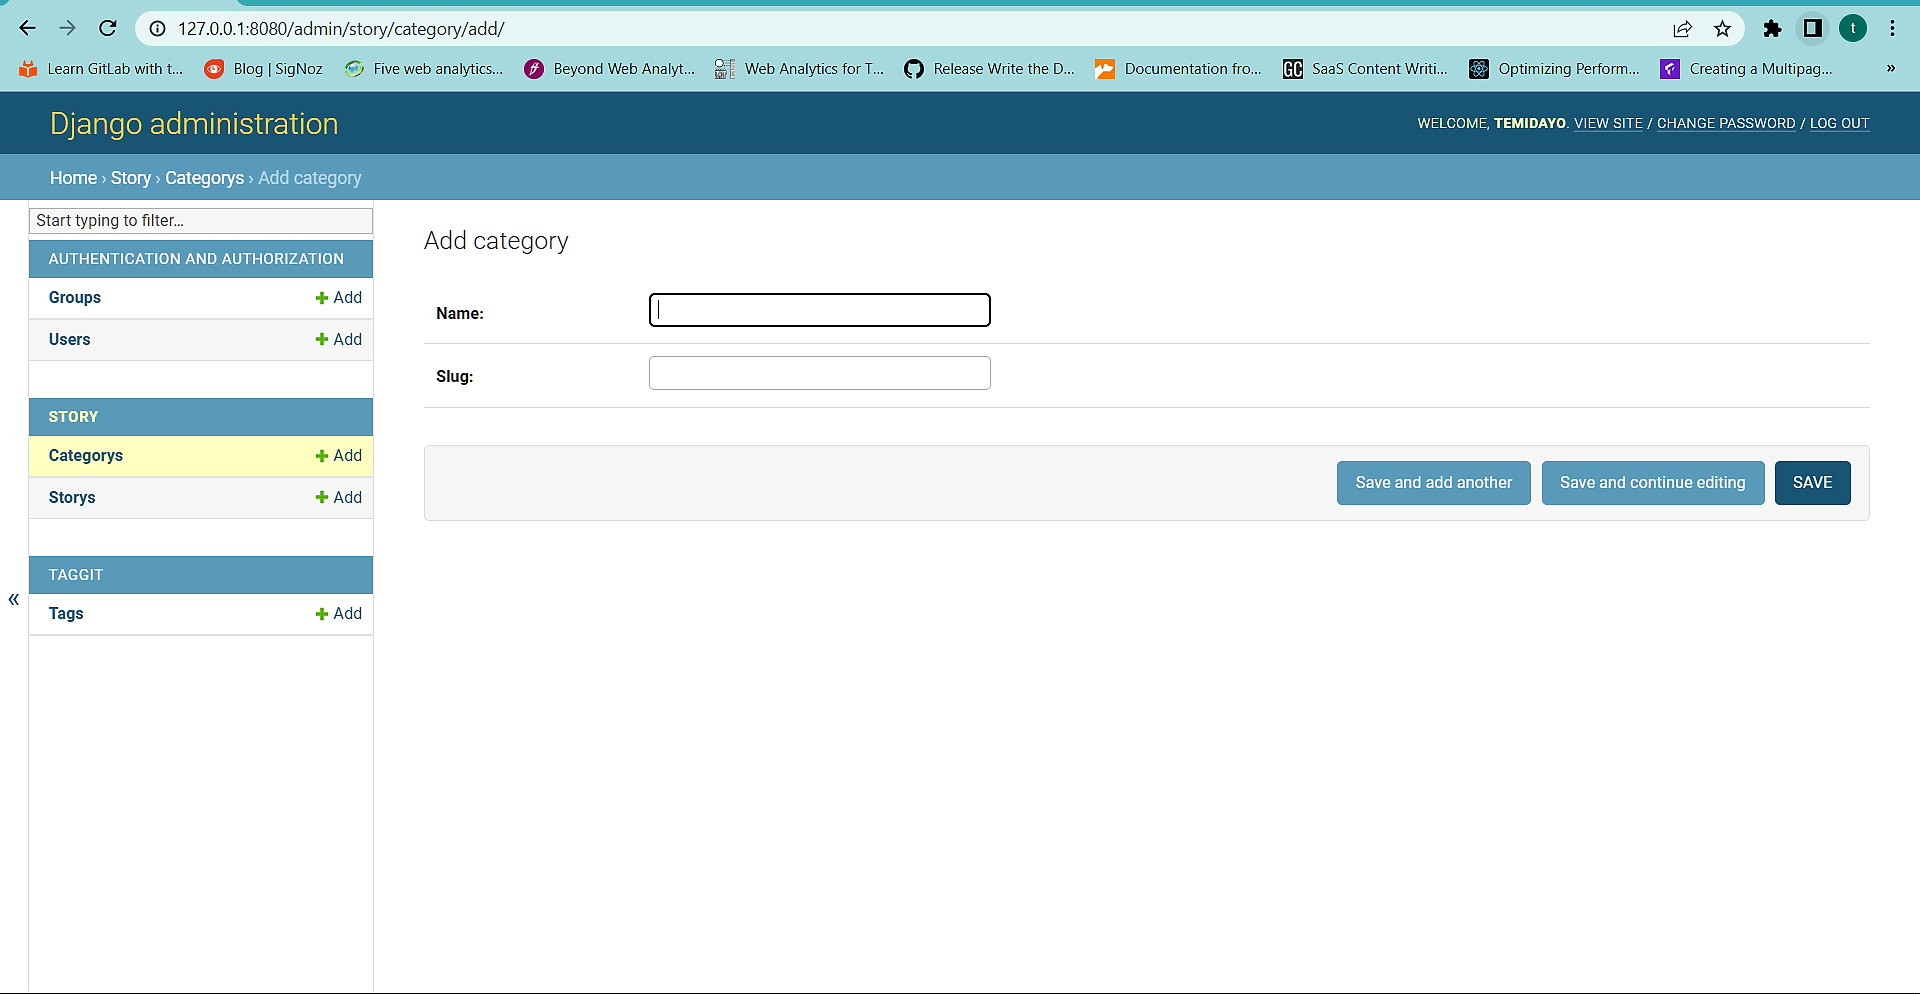 127.0.0.1:8080/admin/story/category/add/
t
Learn GitLab with t... Blog | SigNoz Five web analytics... Beyond Web Analyt... Web Analytics for T... Release Write the D... Documentation fro... GC SaaS Content Writi... Optimizing Perform... Creating a Multipag... »
Django administration
WELCOME, TEMIDAYO. VIEW SITE / CHANGE PASSWORD / LOG OUT
Home › Story › Categorys › Add category
Start typing to filter...
AUTHENTICATION AND AUTHORIZATION
Groups Add
Users Add
STORY
Categorys Add
Storys Add
TAGGIT
Tags Add
«
Add category
Name:
Slug:
Save and add another Save and continue editing SAVE